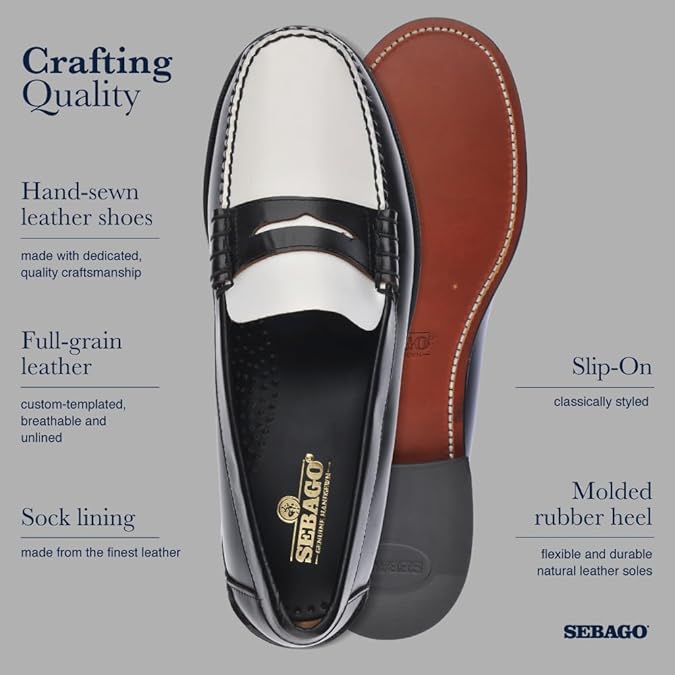 Crafting
Quality
Hand-sewn
leather shoes
made with dedicated,
quality craftsmanship
Full-grain
leather
custom-templated,
breathable and
unlined
Sock lining
made from the finest leather
SEBAGO
GENUINE HANDSEWN
Slip-On
classically styled
Molded
rubber heel
flexible and durable
natural leather soles
SEBAGO